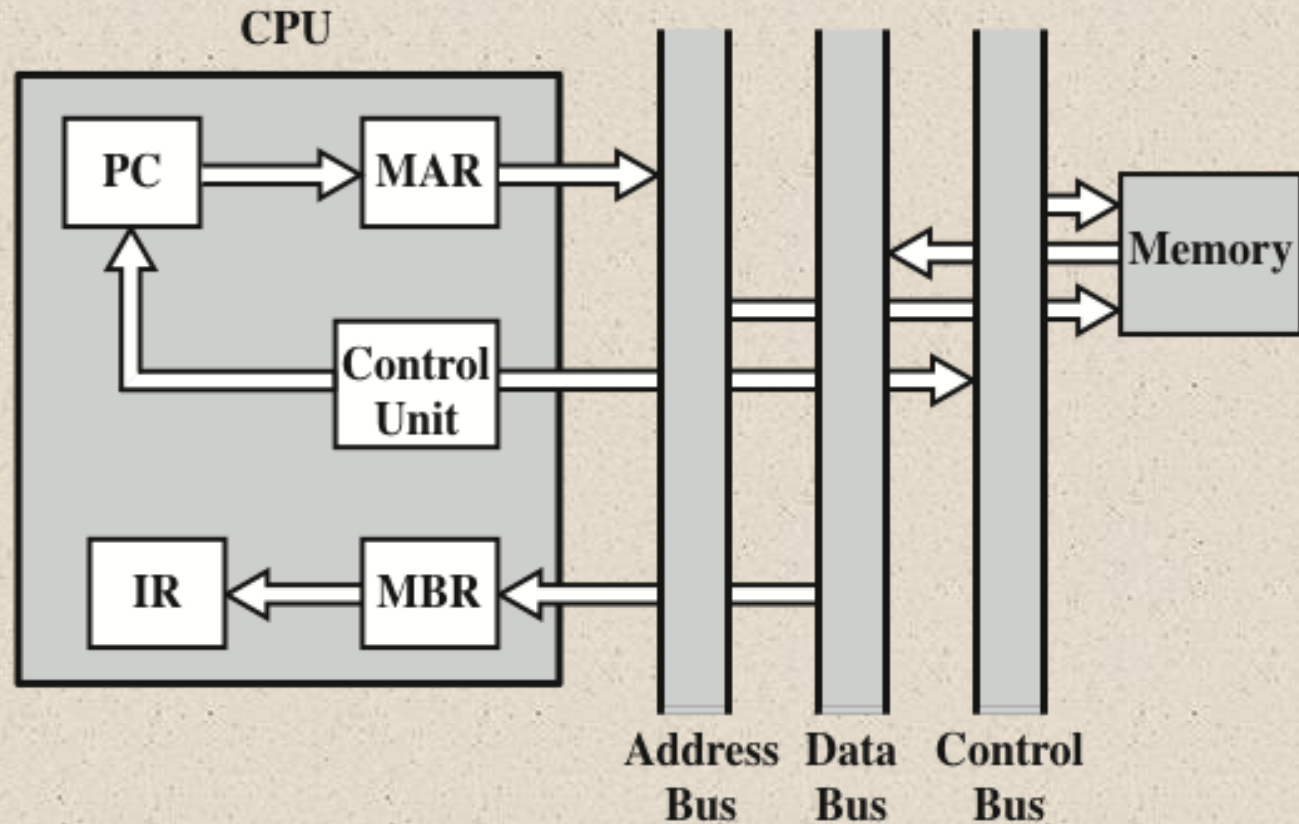 CPU
PC
MAR
Memory
Control
Unit
IR
MBR
Address
Bus
Data
Bus
Control
Bus